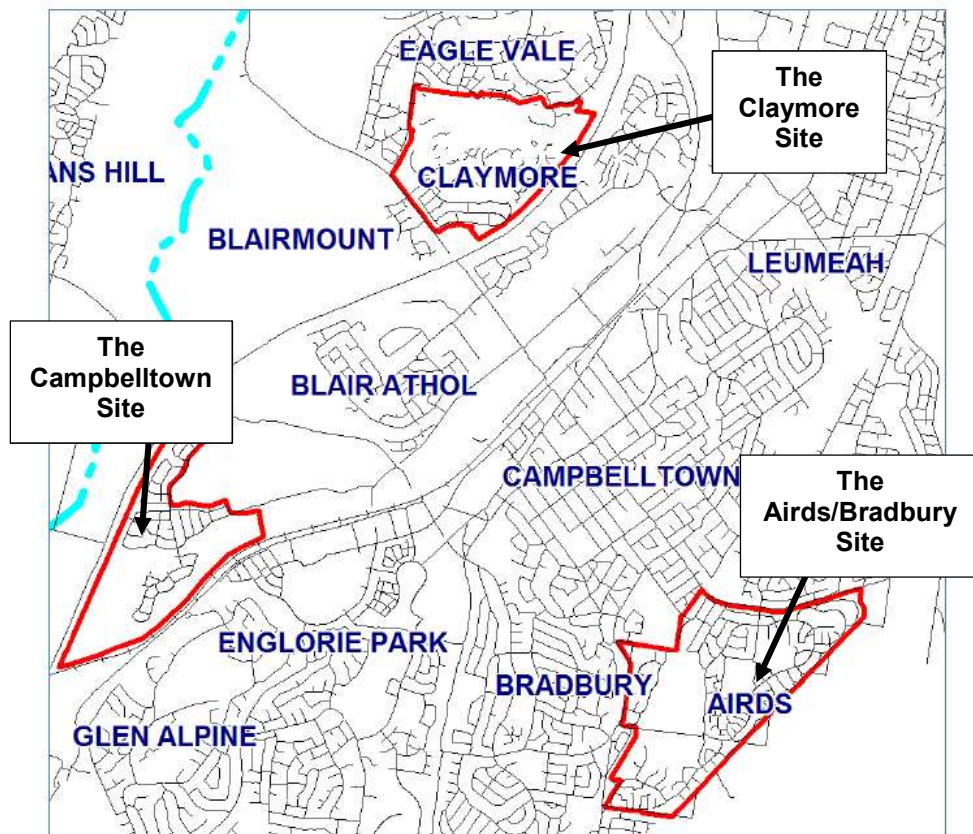 EAGLE VALE
The
Claymore
Site
ANS HILL
CLAYMORE
BLAIRMOUNT
LEUMEAH
The
Campbelltown
Site
BLAIR ATHOL
CAMPBELLTOWN
The
Airds/Bradbury
Site
ENGLORIE PARK
BRADBURY
AIRDS
GLEN ALPINE